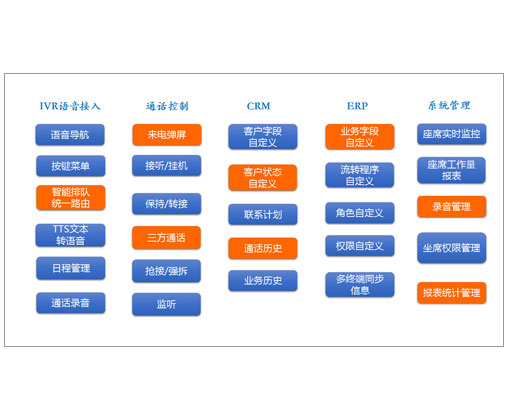 IVR语音接入
语音导航
按键菜单
智能排队
统一路由
TTS文本
转语音
日程管理
通话录音
通话控制
来电弹屏
接听/挂机
保持/转接
三方通话
抢接/强拆
监听
CRM
客户字段
自定义
客户状态
自定义
联系计划
通话历史
业务历史
ERP
业务字段
自定义
流转程序
自定义
角色自定义
权限自定义
多终端同步
信息
系统管理
座席实时监控
座席工作量
报表
录音管理
坐席权限管理
报表统计管理